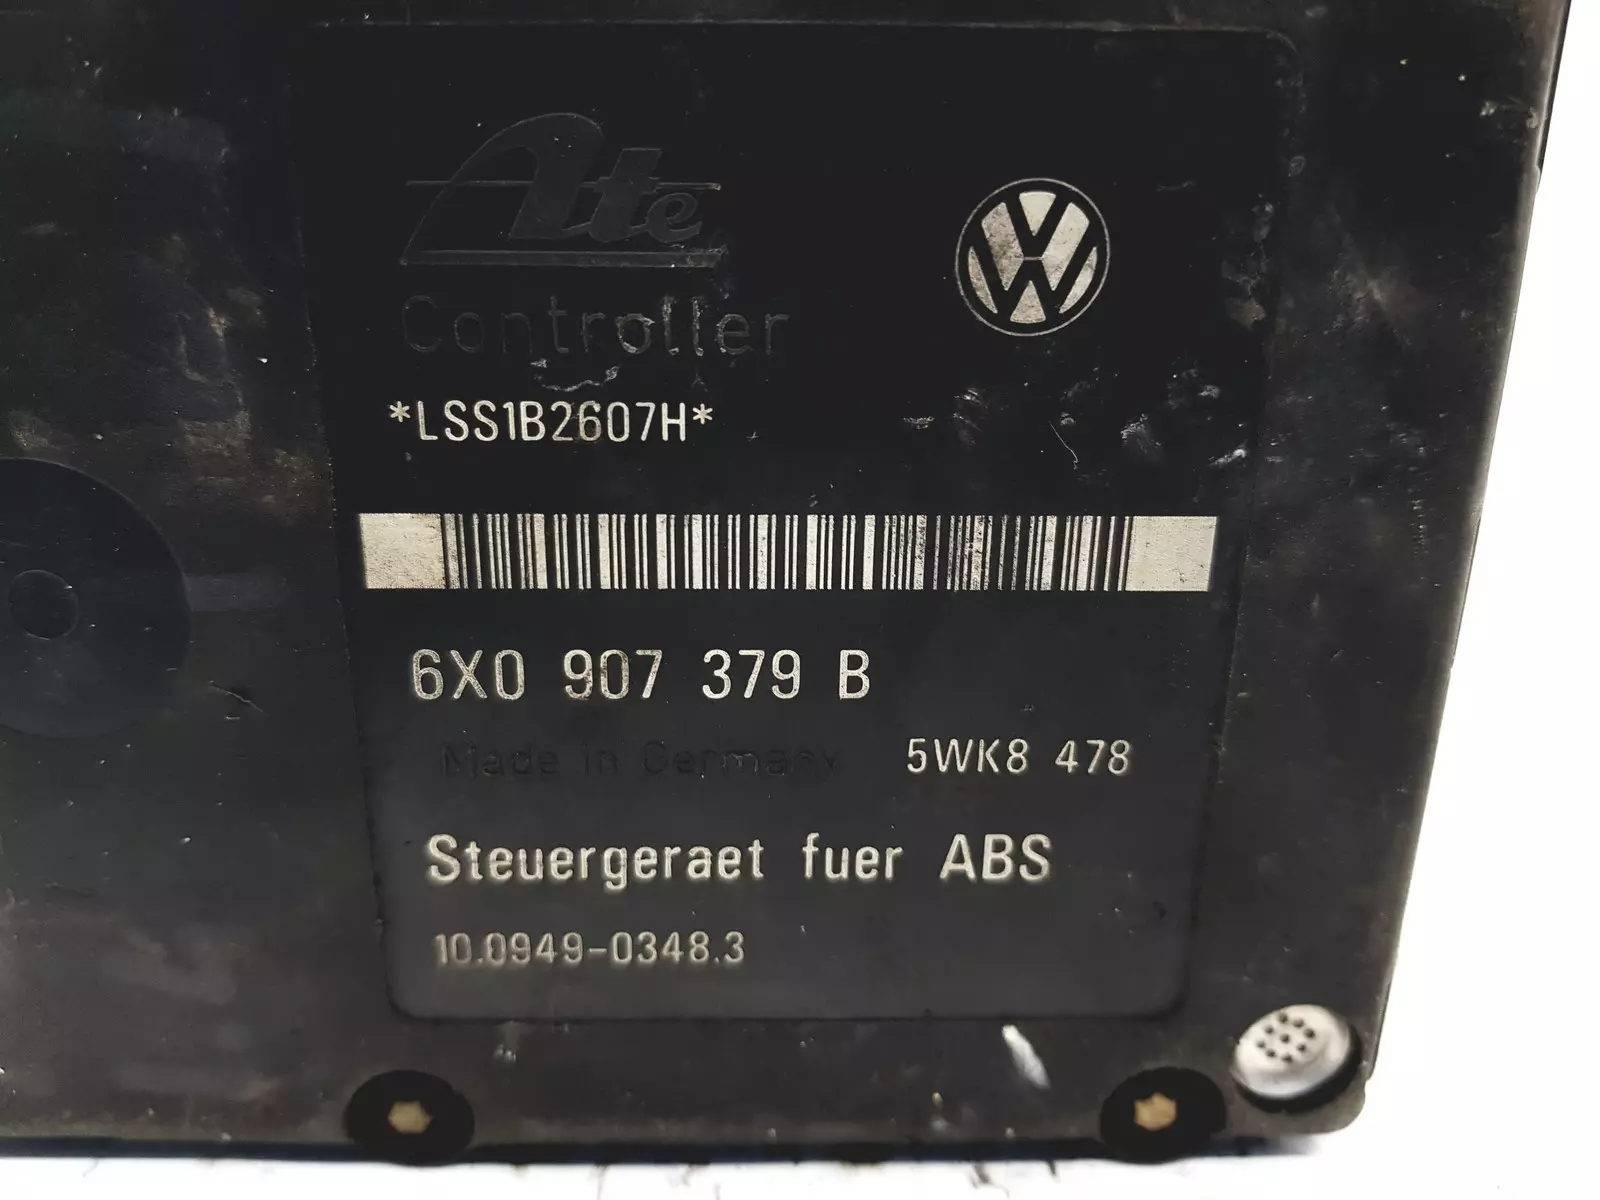 Ate
Controller
*LSS1B2607H*
6X0 907 379 B
Made in Germany 5WK8 478
Steuergeraet fuer ABS
10.0949-0348.3